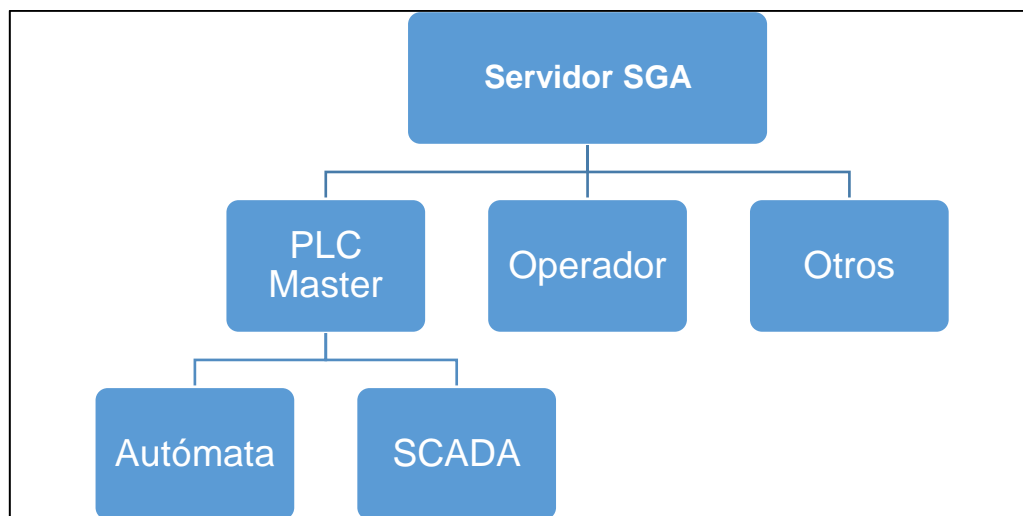 Servidor SGA
PLC
Master
Operador
Otros
Autómata
SCADA